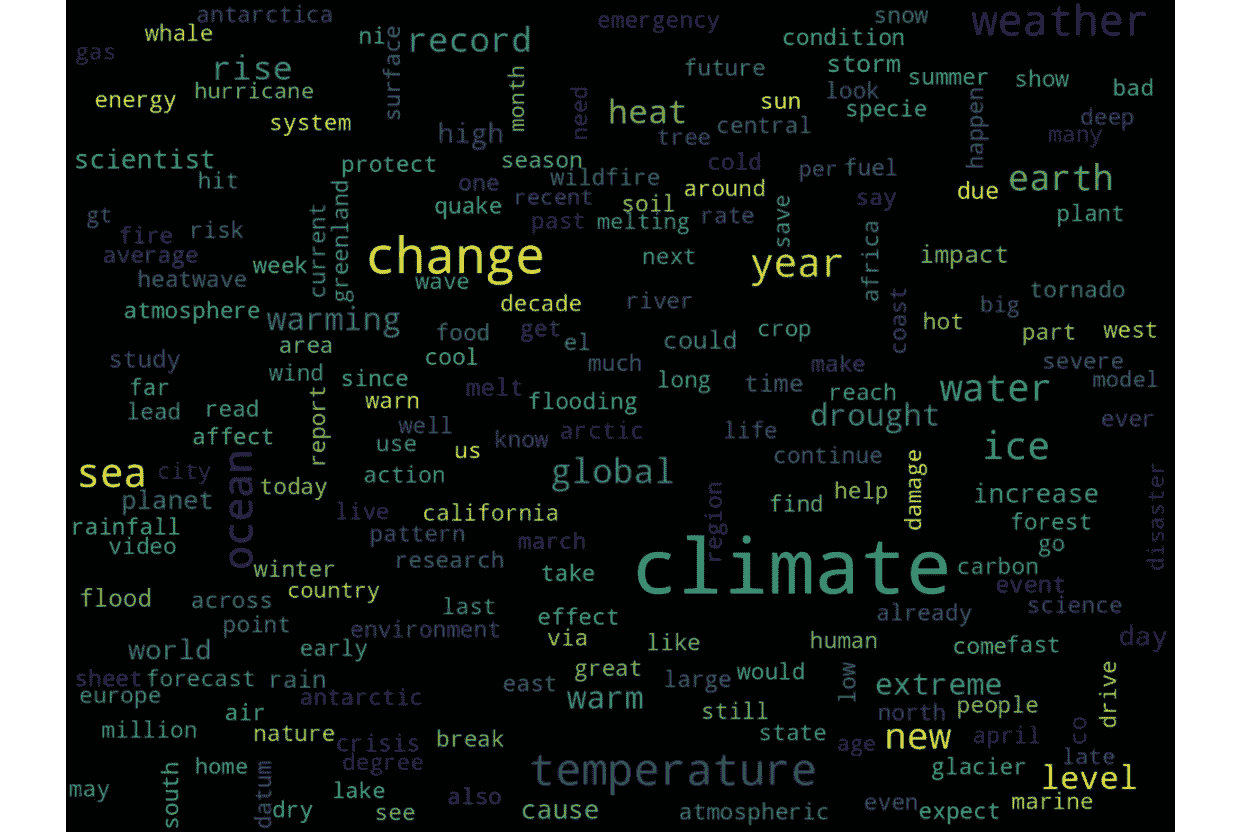 antarctica
emergency
snow
weather
whale
ni
surface
record
condition
gas
rise
future
storm
summer
show
bad
energy
hurricane
month
need
heat
sun
look
specie
happen
deep
system
high
tree
central
many
scientist
protect
season
cold
per
fuel
hit
one
wildfire
around
due
earth
gt
greenland
quake
recent
soil
save
say
plant
fire
risk
current
past
melting
rate
africa
average
week
change
next
year
impact
heatwave
wave
atmosphere
decade
river
coast
big
tornado
warming
food
get
el
could
crop
hot
part
west
study
area
cool
much
make
severe
far
wind
since
melt
long
time
reach
water
model
lead
read
report
warn
flooding
drought
ever
affect
well
use
us
know
arctic
life
ice
sea
city
ocean
action
global
continue
damage
planet
today
find
help
increase
disaster
rainfall
live
california
region
forest
video
pattern
march
go
winter
research
take
climate
carbon
flood
country
event
across
last
effect
already
science
point
environment
via
like
human
come
fast
day
world
early
great
sheet
forecast
rain
east
large
would
low
extreme
drive
europe
antarctic
warm
still
north
people
million
air
nature
crisis
break
state
age
new
april
co
south
home
datum
degree
temperature
glacier
late
level
may
lake
also
dry
see
cause
atmospheric
even
expect
marine